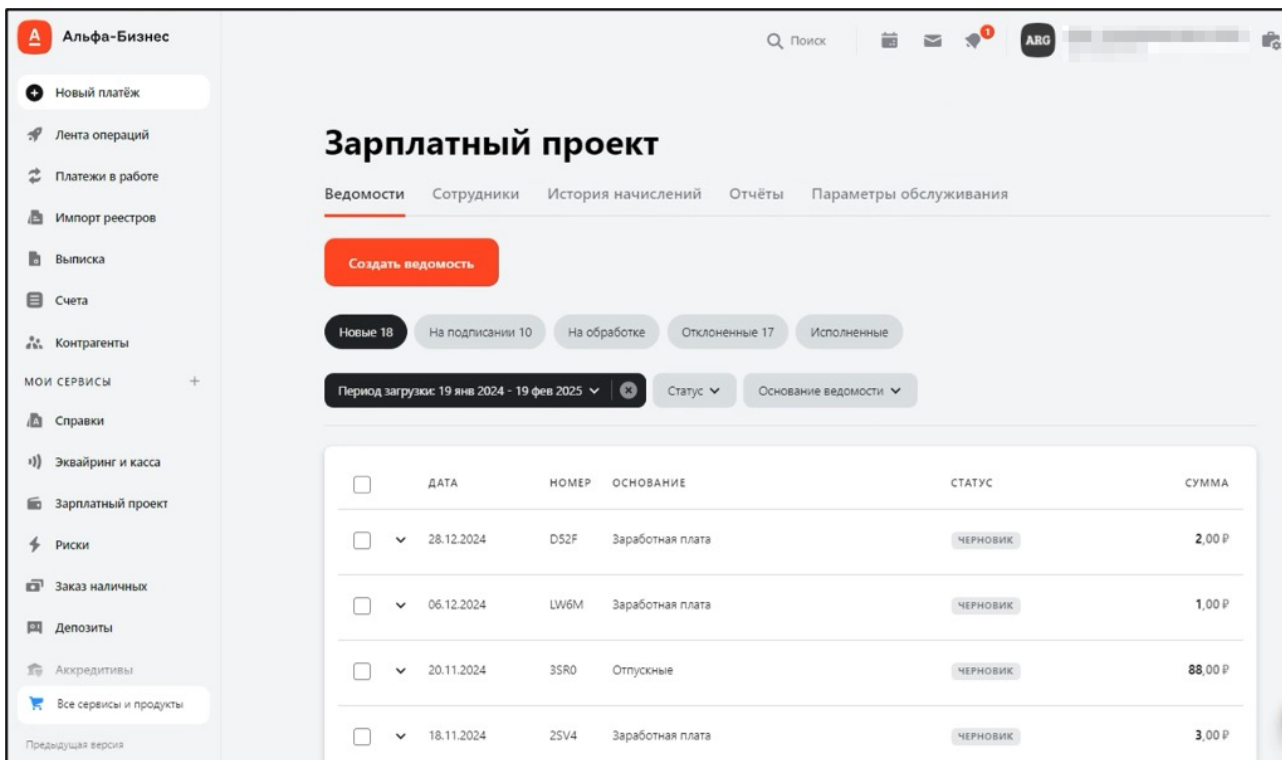 А Альфа-Бизнес
Поиск
1
ARG
Новый платёж
Лента операций
Платежи в работе
Импорт реестров
Выписка
Счета
Контрагенты
МОИ СЕРВИСЫ +
Справки
Эквайринг и касса
Зарплатный проект
Риски
Заказ наличных
Депозиты
Аккредитивы
Все сервисы и продукты
Предыдущая версия
Зарплатный проект
Ведомости Сотрудники История начислений Отчёты Параметры обслуживания
Создать ведомость
Новые 18 На подписании 10 На обработке Отклоненные 17 Исполненные
Период загрузки: 19 янв 2024 - 19 фев 2025 Статус Основание ведомости
ДАТА НОМЕР ОСНОВАНИЕ СТАТУС СУММА
28.12.2024 D52F Заработная плата ЧЕРНОВИК 2,00 ₽
06.12.2024 LW6M Заработная плата ЧЕРНОВИК 1,00 ₽
20.11.2024 3SR0 Отпускные ЧЕРНОВИК 88,00 ₽
18.11.2024 2SV4 Заработная плата ЧЕРНОВИК 3,00 ₽